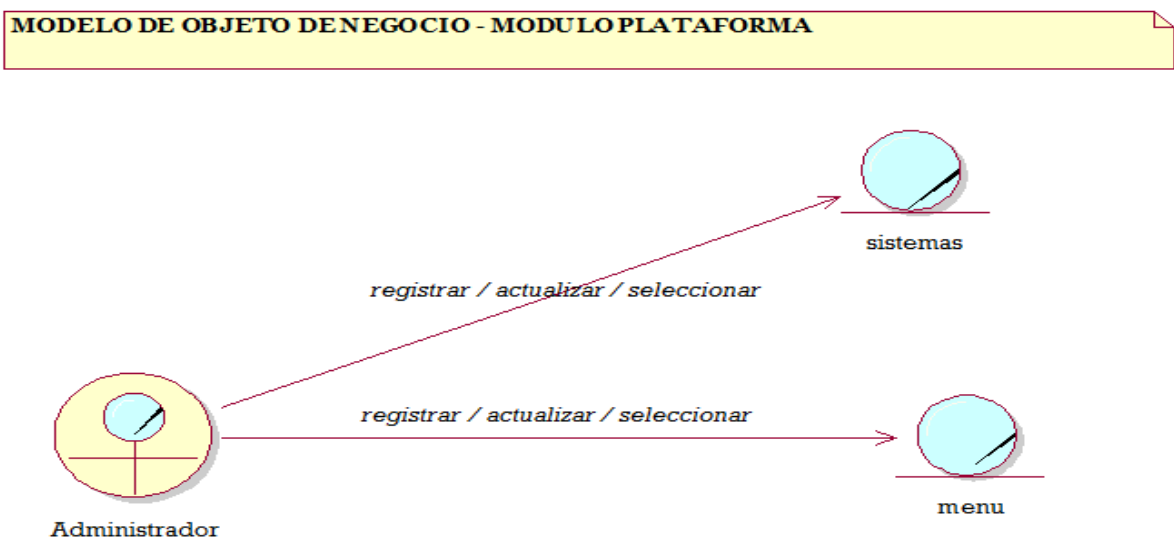 MODELO DE OBJETO DE NEGOCIO - MODULO PLATAFORMA
sistemas
registrar / actualizar / seleccionar
registrar / actualizar / seleccionar
menu
Administrador